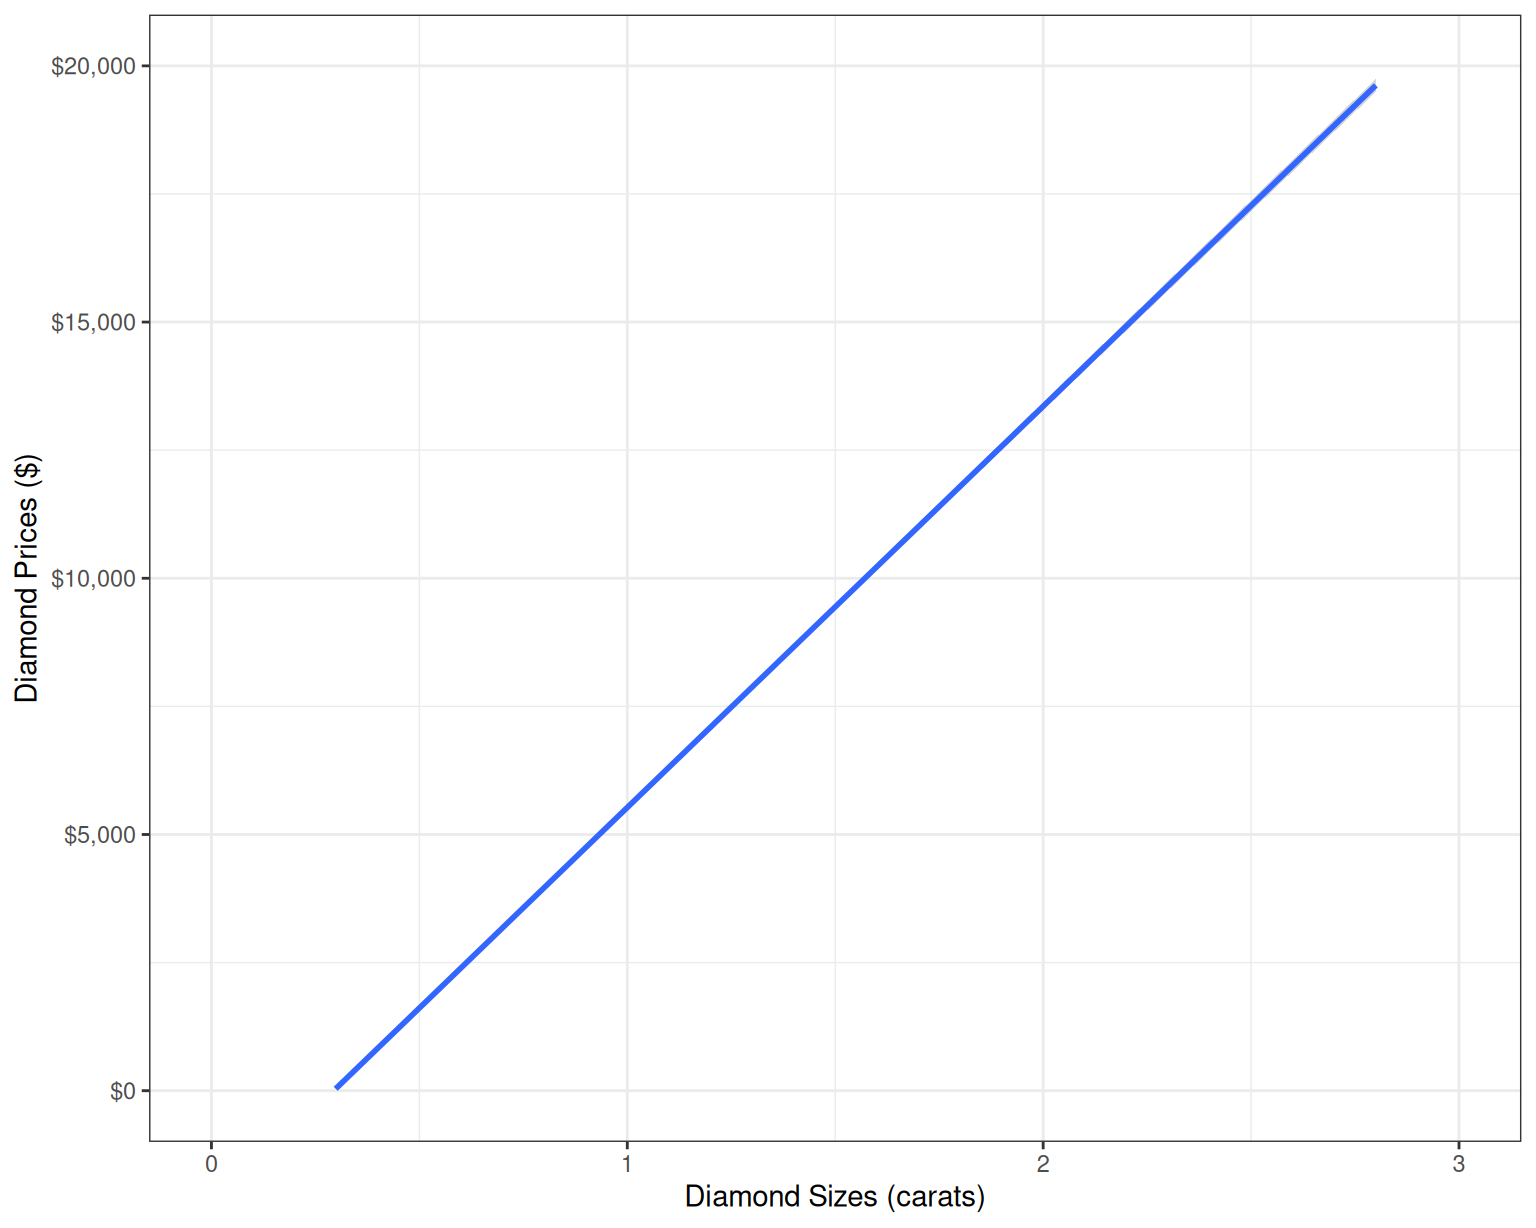 $20,000
$15,000
$10,000
$5,000
$0
Diamond Prices ($)
0 1 2 3
Diamond Sizes (carats)